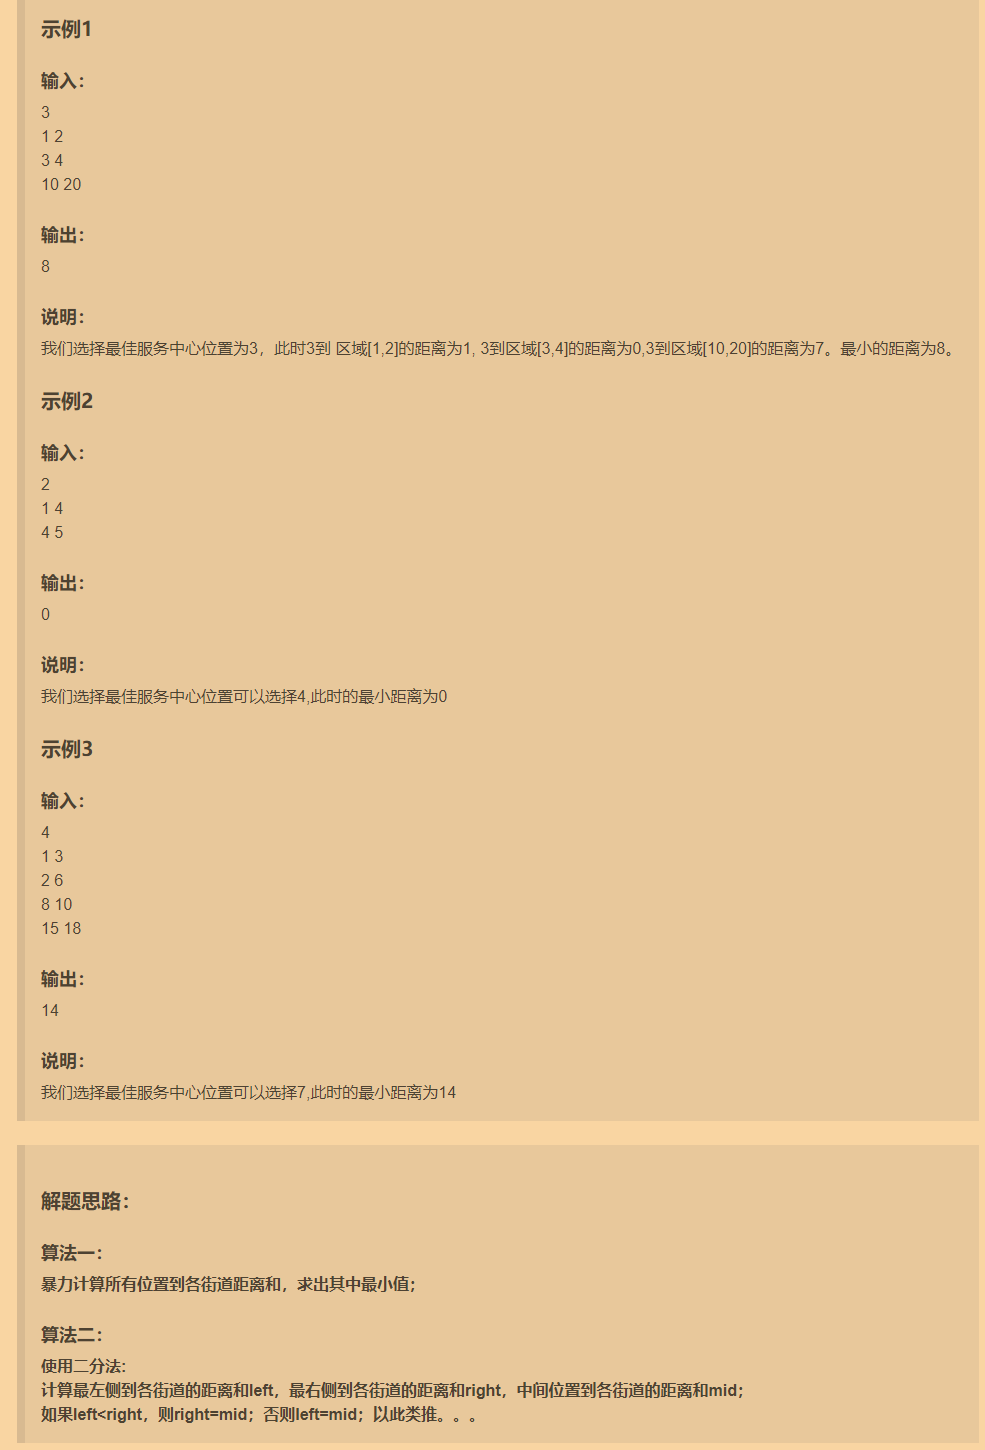 示例1
输入：
3
1 2
3 4
10 20
输出：
8
说明：
我们选择最佳服务中心位置为3，此时3到 区域[1,2]的距离为1, 3到区域[3,4]的距离为0,3到区域[10,20]的距离为7。最小的距离为8。
示例2
输入：
2
1 4
4 5
输出：
0
说明：
我们选择最佳服务中心位置可以选择4,此时的最小距离为0
示例3
输入：
4
1 3
2 6
8 10
15 18
输出：
14
说明：
我们选择最佳服务中心位置可以选择7,此时的最小距离为14
解题思路：
算法一：
暴力计算所有位置到各街道距离和，求出其中最小值；
算法二：
使用二分法：
计算最左侧到各街道的距离和left，最右侧到各街道的距离和right，中间位置到各街道的距离和mid；
如果left<right，则right=mid；否则left=mid；以此类推。。。